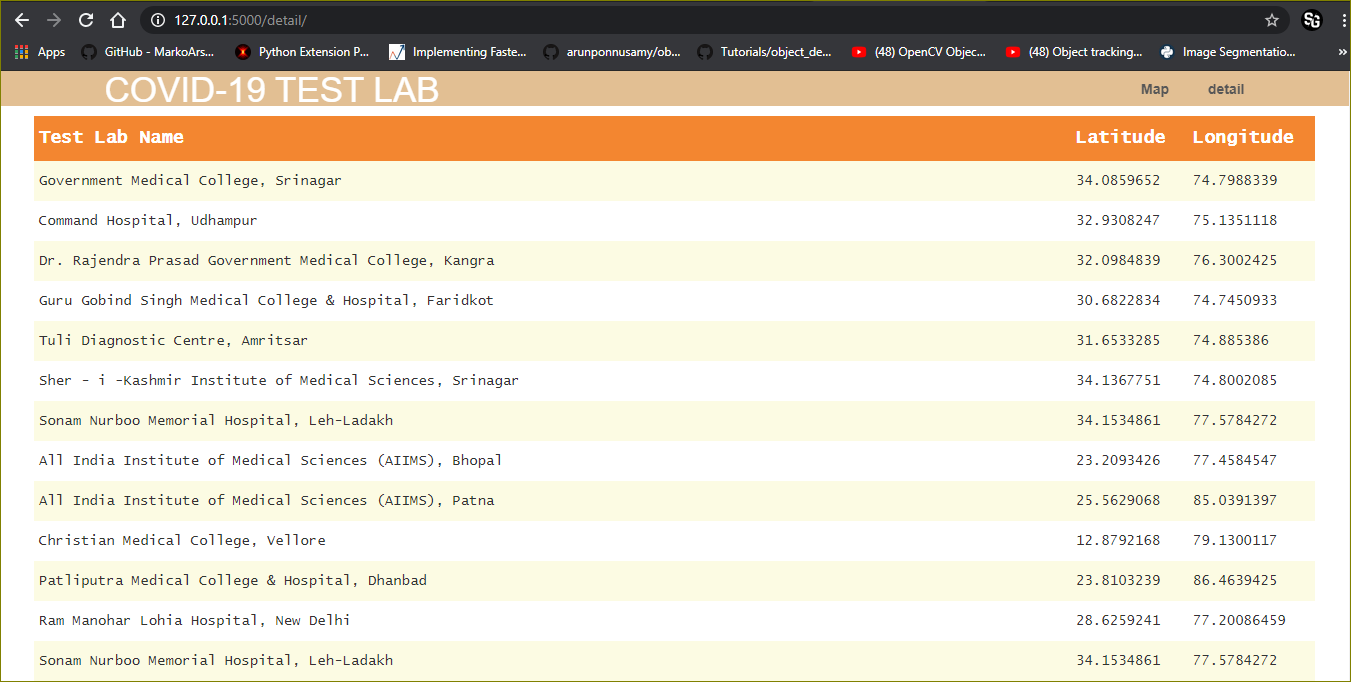 127.0.0.1:5000/detail/
SG
Apps GitHub - MarkoArs... Python Extension P... Implementing Faste... arunponnusamy/ob... Tutorials/object_de... (48) OpenCV Objec... (48) Object tracking... Image Segmentatio... »
COVID-19 TEST LAB Map detail
Test Lab Name Latitude Longitude
Government Medical College, Srinagar 34.0859652 74.7988339
Command Hospital, Udhampur 32.9308247 75.1351118
Dr. Rajendra Prasad Government Medical College, Kangra 32.0984839 76.3002425
Guru Gobind Singh Medical College & Hospital, Faridkot 30.6822834 74.7450933
Tuli Diagnostic Centre, Amritsar 31.6533285 74.885386
Sher - i -Kashmir Institute of Medical Sciences, Srinagar 34.1367751 74.8002085
Sonam Nurboo Memorial Hospital, Leh-Ladakh 34.1534861 77.5784272
All India Institute of Medical Sciences (AIIMS), Bhopal 23.2093426 77.4584547
All India Institute of Medical Sciences (AIIMS), Patna 25.5629068 85.0391397
Christian Medical College, Vellore 12.8792168 79.1300117
Patliputra Medical College & Hospital, Dhanbad 23.8103239 86.4639425
Ram Manohar Lohia Hospital, New Delhi 28.6259241 77.20086459
Sonam Nurboo Memorial Hospital, Leh-Ladakh 34.1534861 77.5784272